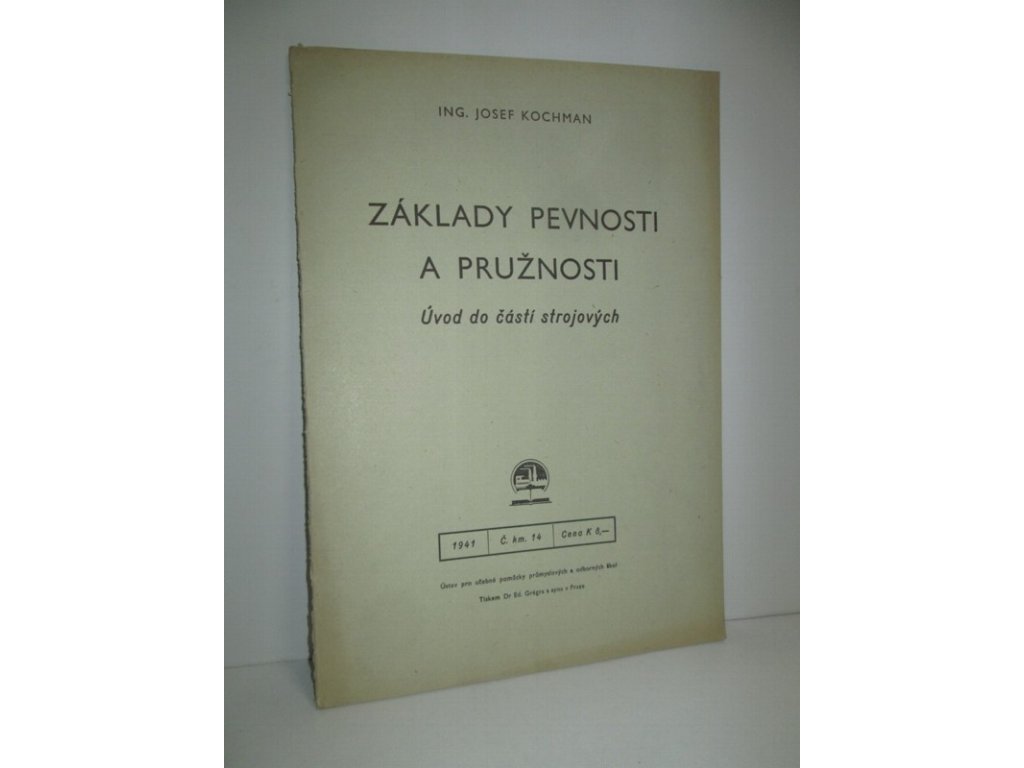 ING. JOSEF KOCHMAN
ZÁKLADY PEVNOSTI
A PRUŽNOSTI
Úvod do částí strojových
1941 Č. km. 14 Cena K 8,—
Ústav pro učebné pomůcky průmyslových a odborných škol
Tiskem Dr Ed. Grégra a syna v Praze